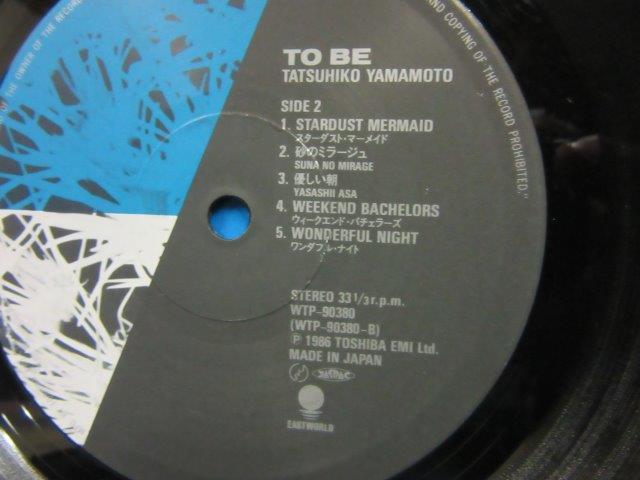 OF THE OWNER OF THE RECORD
AND COPYING OF THE RECORD PROHIBITED."
TO BE
TATSUHIKO YAMAMOTO
SIDE 2
1. STARDUST MERMAID
スターダスト・マーメイド
2. 砂のミラージュ
SUNA NO MIRAGE
3. 優しい朝
YASASHII ASA
4. WEEKEND BACHELORS
ウィークエンド・バチェラーズ
5. WONDERFUL NIGHT
ワンダフル・ナイト
STEREO 33 1/3 r.p.m.
WTP-90380
(WTP-90380-B)
Ⓟ 1986 TOSHIBA EMI Ltd.
MADE IN JAPAN
EASTWORLD